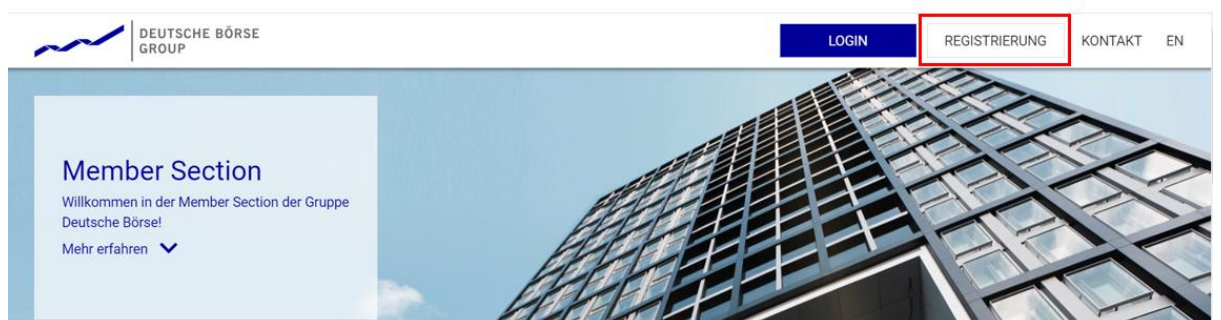 DEUTSCHE BÖRSE
GROUP
LOGIN
REGISTRIERUNG
KONTAKT
EN
Member Section
Willkommen in der Member Section der Gruppe
Deutsche Börse!
Mehr erfahren